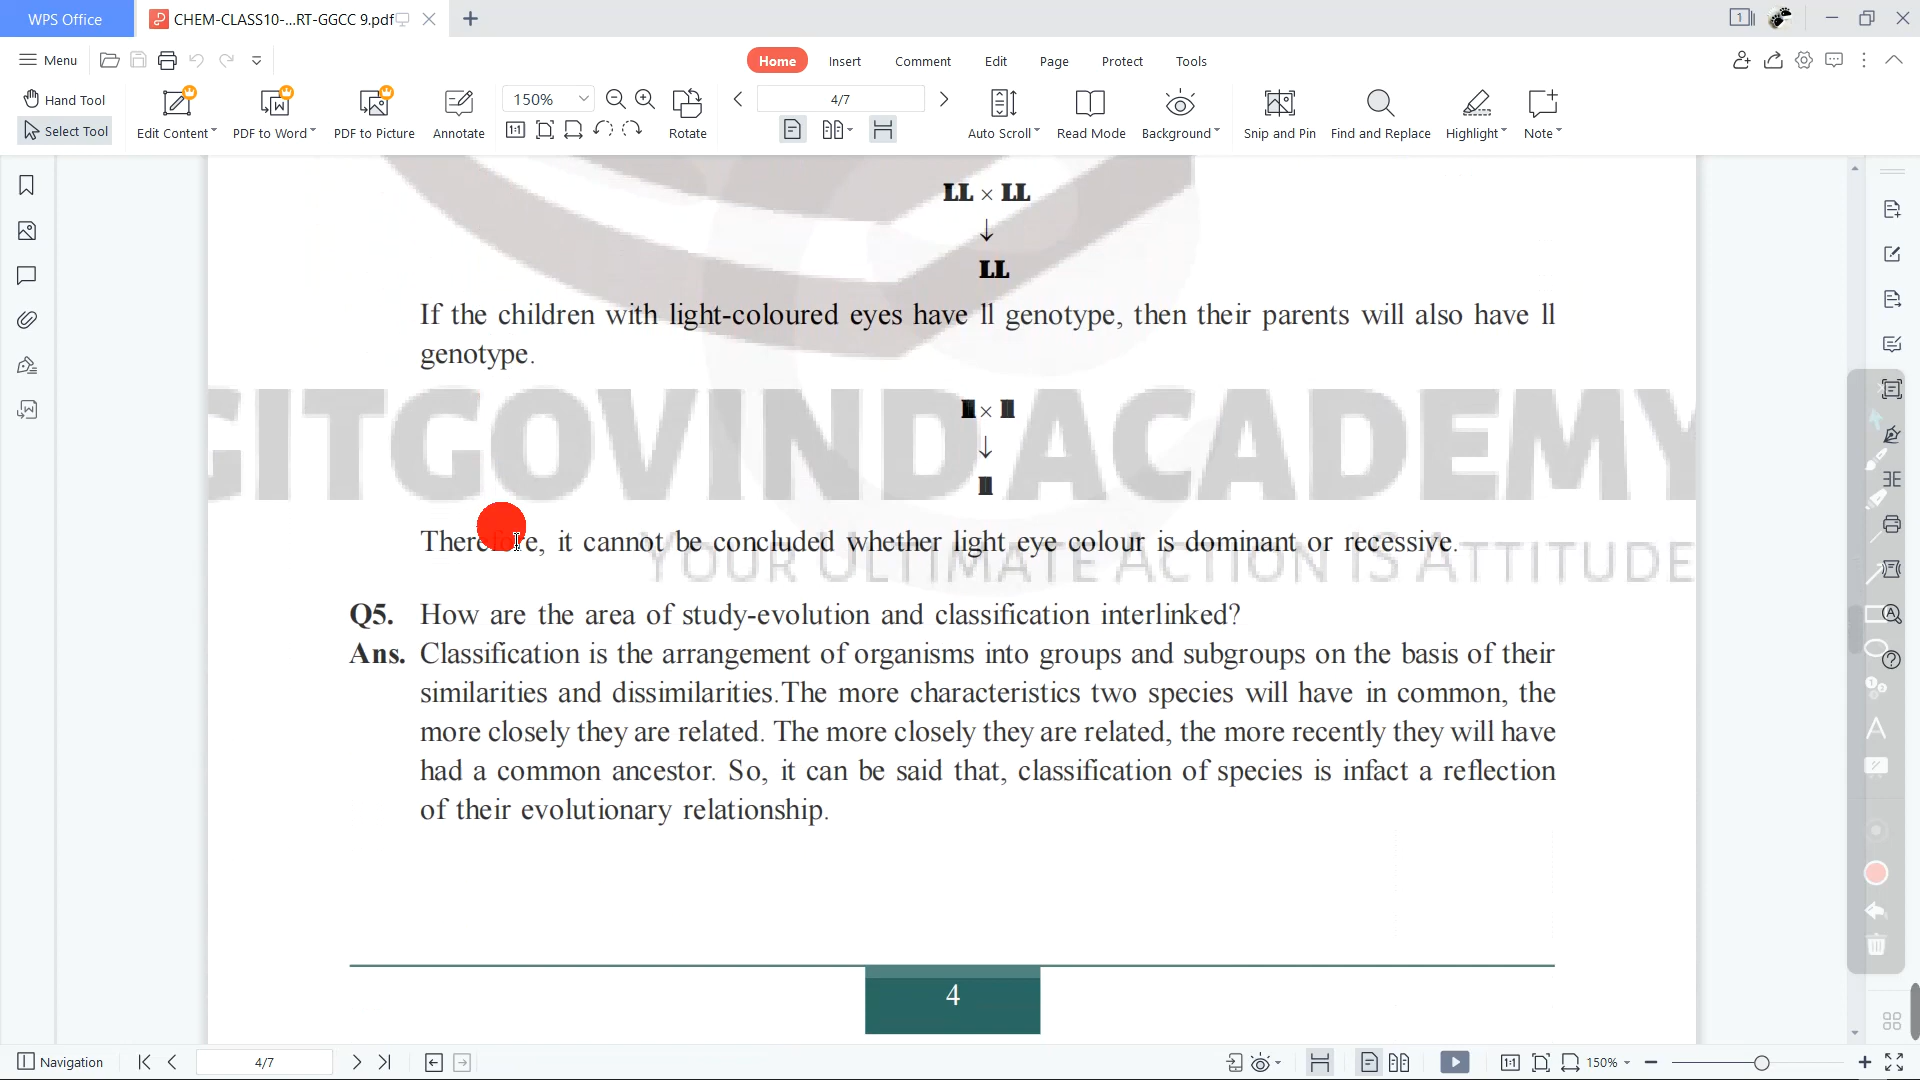 WPS Office
CHEM-CLASS10-...RT-GGCC 9.pdf
Menu
Home Insert Comment Edit Page Protect Tools
Hand Tool
Select Tool
Edit Content PDF to Word PDF to Picture Annotate
150%
Rotate
4/7
Auto Scroll Read Mode Background Snip and Pin Find and Replace Highlight Note
LL × LL
↓
LL
If the children with light-coloured eyes have ll genotype, then their parents will also have ll
genotype.
GITGOVIND ACADEMY
ll × ll
↓
ll
Therefore, it cannot be concluded whether light eye colour is dominant or recessive.
YOUR ULTIMATE ACTION IS ATTITUDE
Q5. How are the area of study-evolution and classification interlinked?
Ans. Classification is the arrangement of organisms into groups and subgroups on the basis of their
similarities and dissimilarities.The more characteristics two species will have in common, the
more closely they are related. The more closely they are related, the more recently they will have
had a common ancestor. So, it can be said that, classification of species is infact a reflection
of their evolutionary relationship.
4
Navigation
4/7
150%